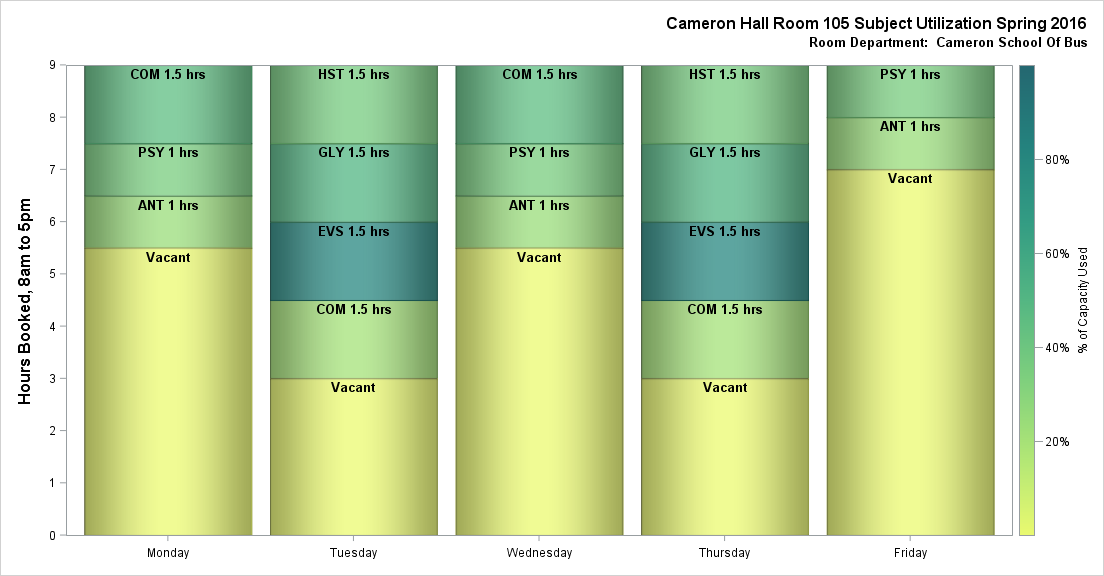 Cameron Hall Room 105 Subject Utilization Spring 2016
Room Department:  Cameron School Of Bus
Hours Booked, 8am to 5pm
9
8
7
6
5
4
3
2
1
0
COM 1.5 hrs
PSY 1 hrs
ANT 1 hrs
Vacant
HST 1.5 hrs
GLY 1.5 hrs
EVS 1.5 hrs
COM 1.5 hrs
Vacant
COM 1.5 hrs
PSY 1 hrs
ANT 1 hrs
Vacant
HST 1.5 hrs
GLY 1.5 hrs
EVS 1.5 hrs
COM 1.5 hrs
Vacant
PSY 1 hrs
ANT 1 hrs
Vacant
Monday
Tuesday
Wednesday
Thursday
Friday
80%
60%
40%
20%
% of Capacity Used